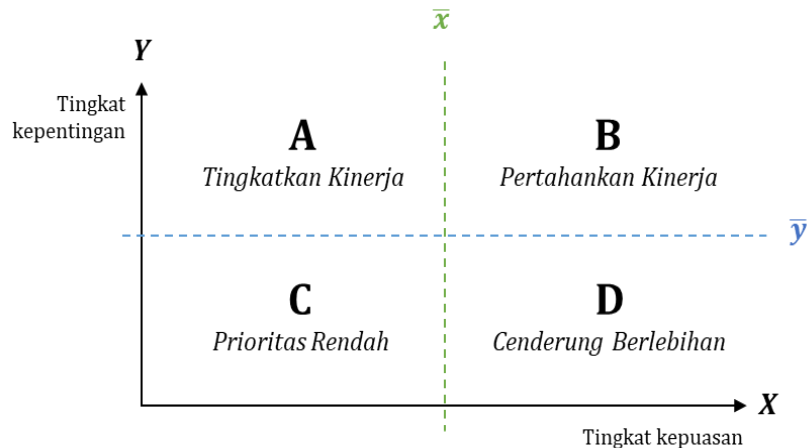 x̄
Y
Tingkat
kepentingan
A
Tingkatkan Kinerja
B
Pertahankan Kinerja
ȳ
C
Prioritas Rendah
D
Cenderung Berlebihan
X
Tingkat kepuasan